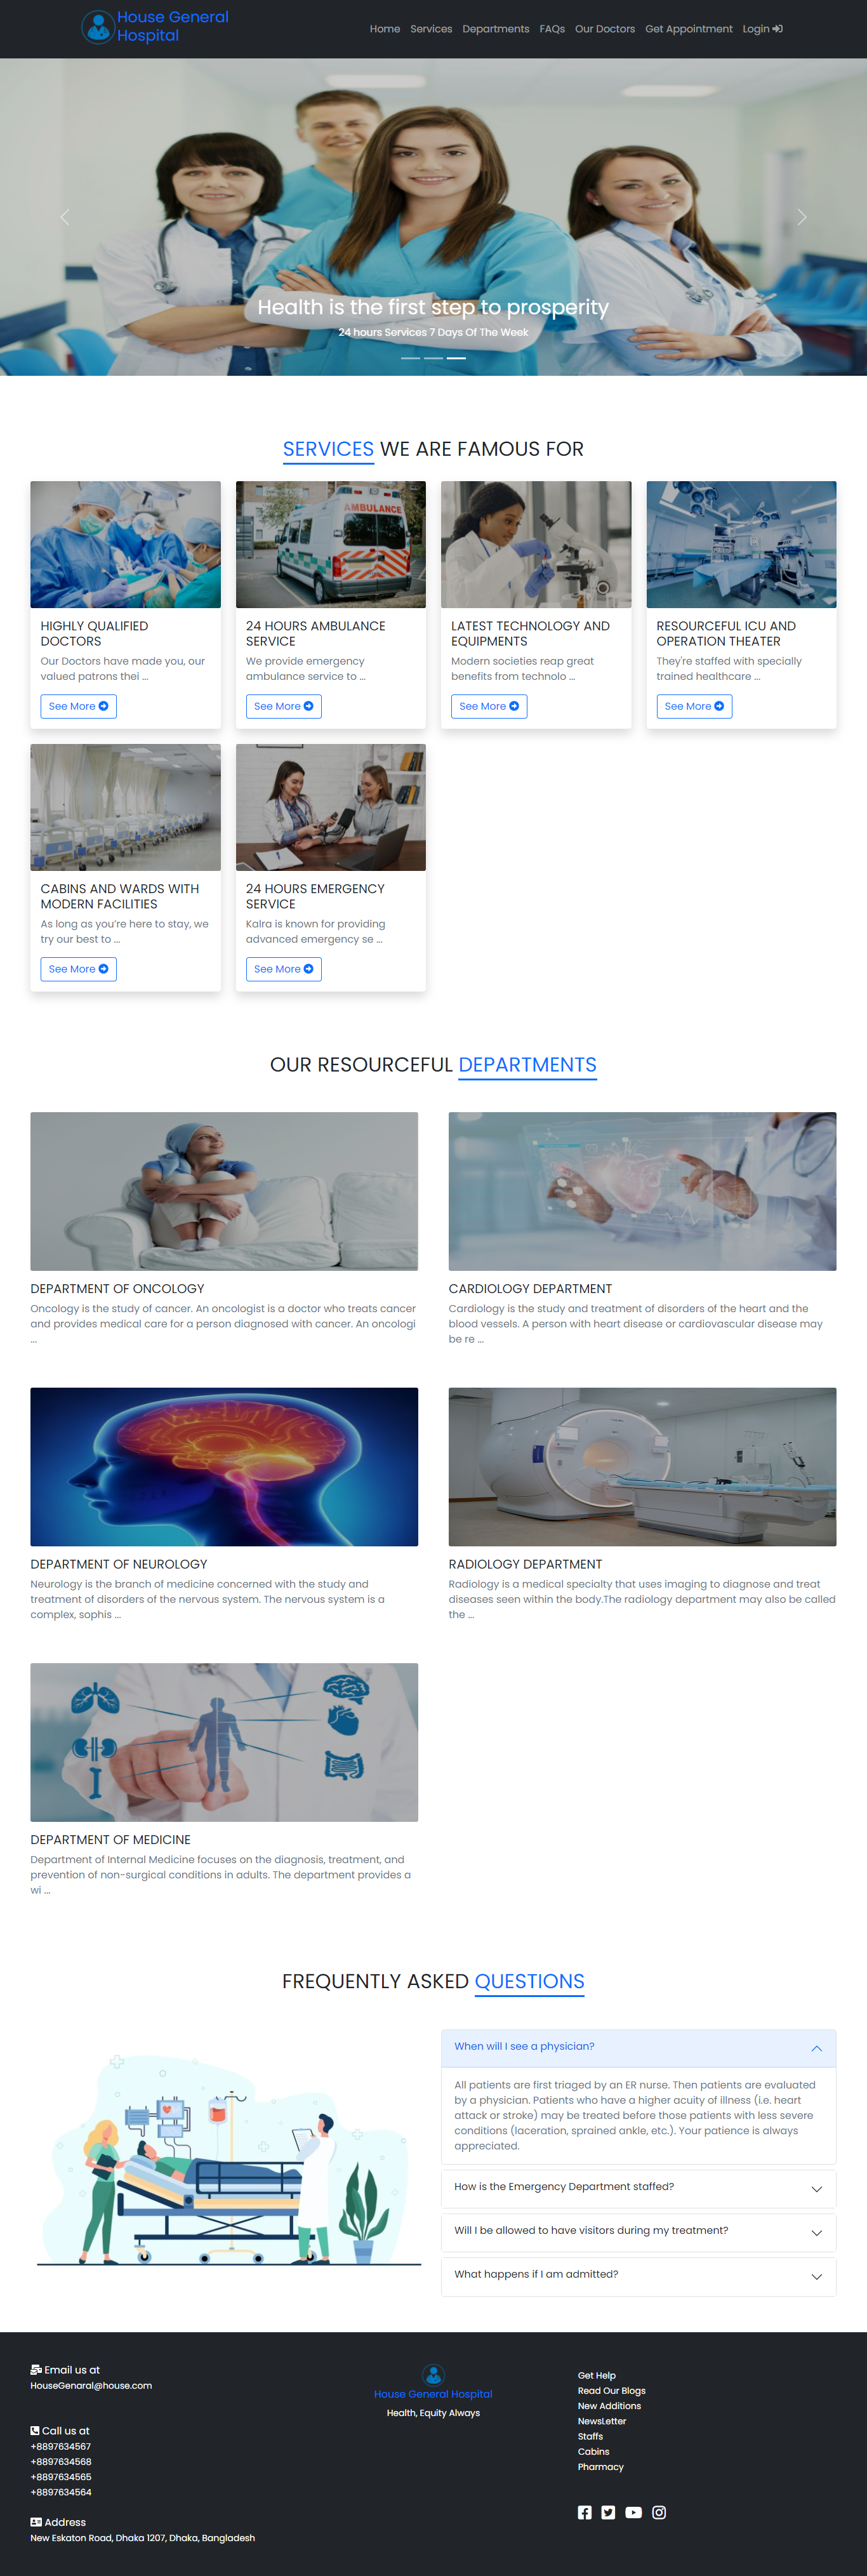 House General
Hospital
Home Services Departments FAQs Our Doctors Get Appointment Login
Health is the first step to prosperity
24 hours Services 7 Days Of The Week
SERVICES WE ARE FAMOUS FOR
AMBULANCE
HIGHLY QUALIFIED
DOCTORS
Our Doctors have made you, our
valued patrons thei ...
See More
24 HOURS AMBULANCE
SERVICE
We provide emergency
ambulance service to ...
See More
LATEST TECHNOLOGY AND
EQUIPMENTS
Modern societies reap great
benefits from technolo ...
See More
RESOURCEFUL ICU AND
OPERATION THEATER
They're staffed with specially
trained healthcare ...
See More
CABINS AND WARDS WITH
MODERN FACILITIES
As long as you're here to stay, we
try our best to ...
See More
24 HOURS EMERGENCY
SERVICE
Kalra is known for providing
advanced emergency se ...
See More
OUR RESOURCEFUL DEPARTMENTS
DEPARTMENT OF ONCOLOGY
Oncology is the study of cancer. An oncologist is a doctor who treats cancer
and provides medical care for a person diagnosed with cancer. An oncologi
...
CARDIOLOGY DEPARTMENT
Cardiology is the study and treatment of disorders of the heart and the
blood vessels. A person with heart disease or cardiovascular disease may
be re ...
DEPARTMENT OF NEUROLOGY
Neurology is the branch of medicine concerned with the study and
treatment of disorders of the nervous system. The nervous system is a
complex, sophis ...
RADIOLOGY DEPARTMENT
Radiology is a medical specialty that uses imaging to diagnose and treat
diseases seen within the body.The radiology department may also be called
the ...
DEPARTMENT OF MEDICINE
Department of Internal Medicine focuses on the diagnosis, treatment, and
prevention of non-surgical conditions in adults. The department provides a
wi ...
FREQUENTLY ASKED QUESTIONS
When will I see a physician?
All patients are first triaged by an ER nurse. Then patients are evaluated
by a physician. Patients who have a higher acuity of illness (i.e. heart
attack or stroke) may be treated before those patients with less severe
conditions (laceration, sprained ankle, etc.). Your patience is always
appreciated.
How is the Emergency Department staffed?
Will I be allowed to have visitors during my treatment?
What happens if I am admitted?
Email us at
HouseGenaral@house.com
Call us at
+8897634567
+8897634568
+8897634565
+8897634564
Address
New Eskaton Road, Dhaka 1207, Dhaka, Bangladesh
House General Hospital
Health, Equity Always
Get Help
Read Our Blogs
New Additions
NewsLetter
Staffs
Cabins
Pharmacy